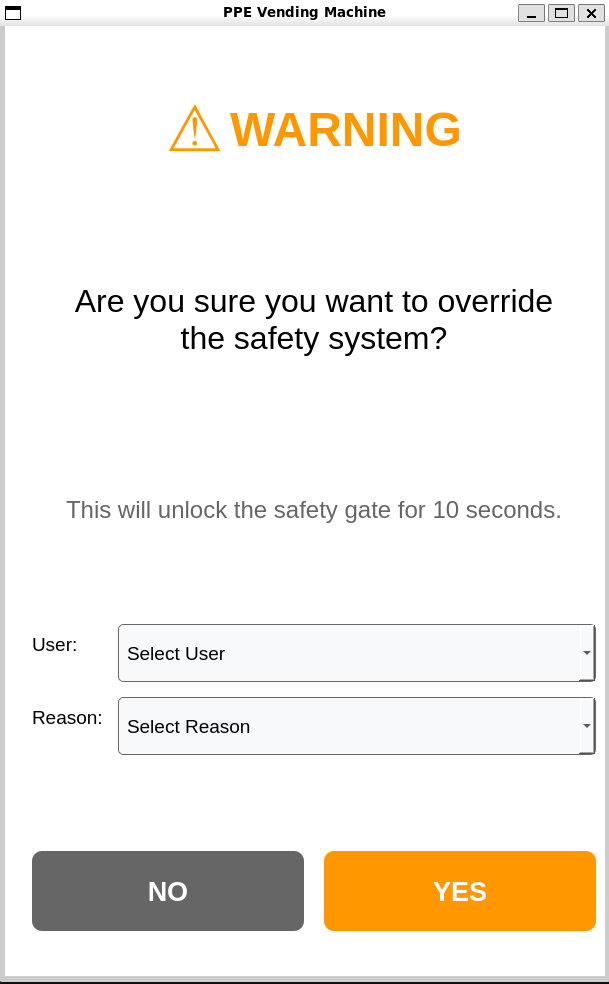 PPE Vending Machine
⚠ WARNING
Are you sure you want to override
the safety system?
This will unlock the safety gate for 10 seconds.
User:
Select User
Reason:
Select Reason
NO
YES